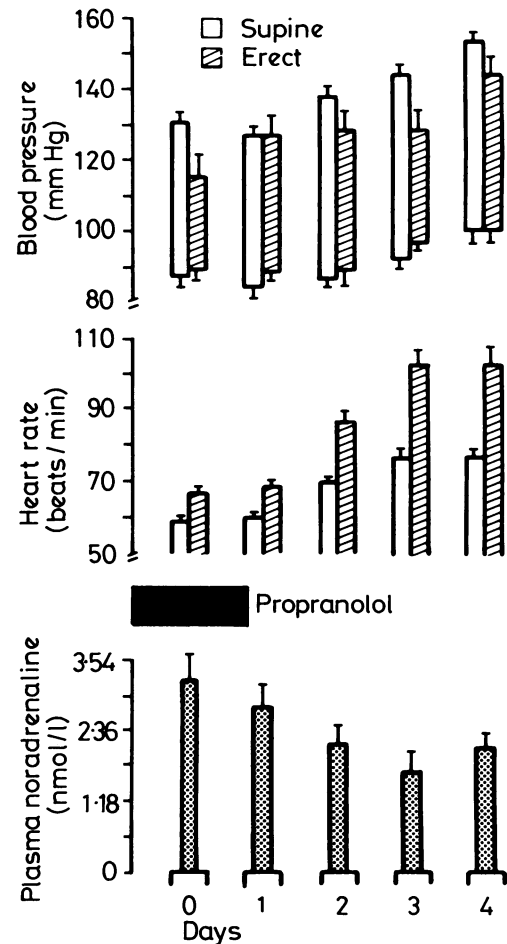 160
140
120
100
80
Blood pressure
(mm Hg)
Supine
Erect
110
90
70
50
Heart rate
(beats/min)
Propranolol
3·54
2·36
1·18
0
Plasma noradrenaline
(nmol/l)
0 1 2 3 4
Days